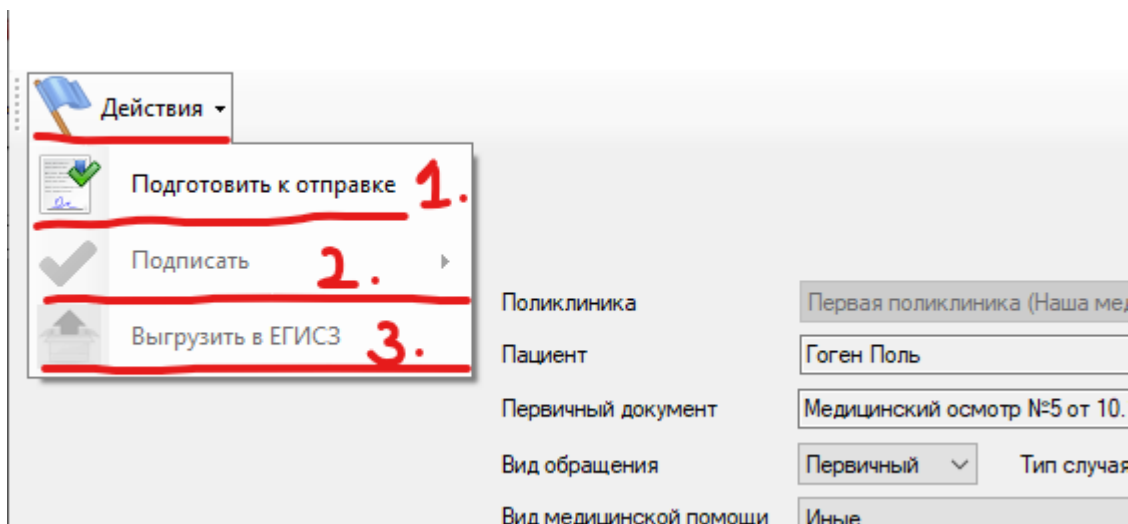 Действия
Подготовить к отправке 1.
Подписать 2.
Выгрузить в ЕГИСЗ 3.
Поликлиника Первая поликлиника (Наша мед
Пациент Гоген Поль
Первичный документ Медицинский осмотр №5 от 10.
Вид обращения Первичный Тип случая
Вид медицинской помощи Иные